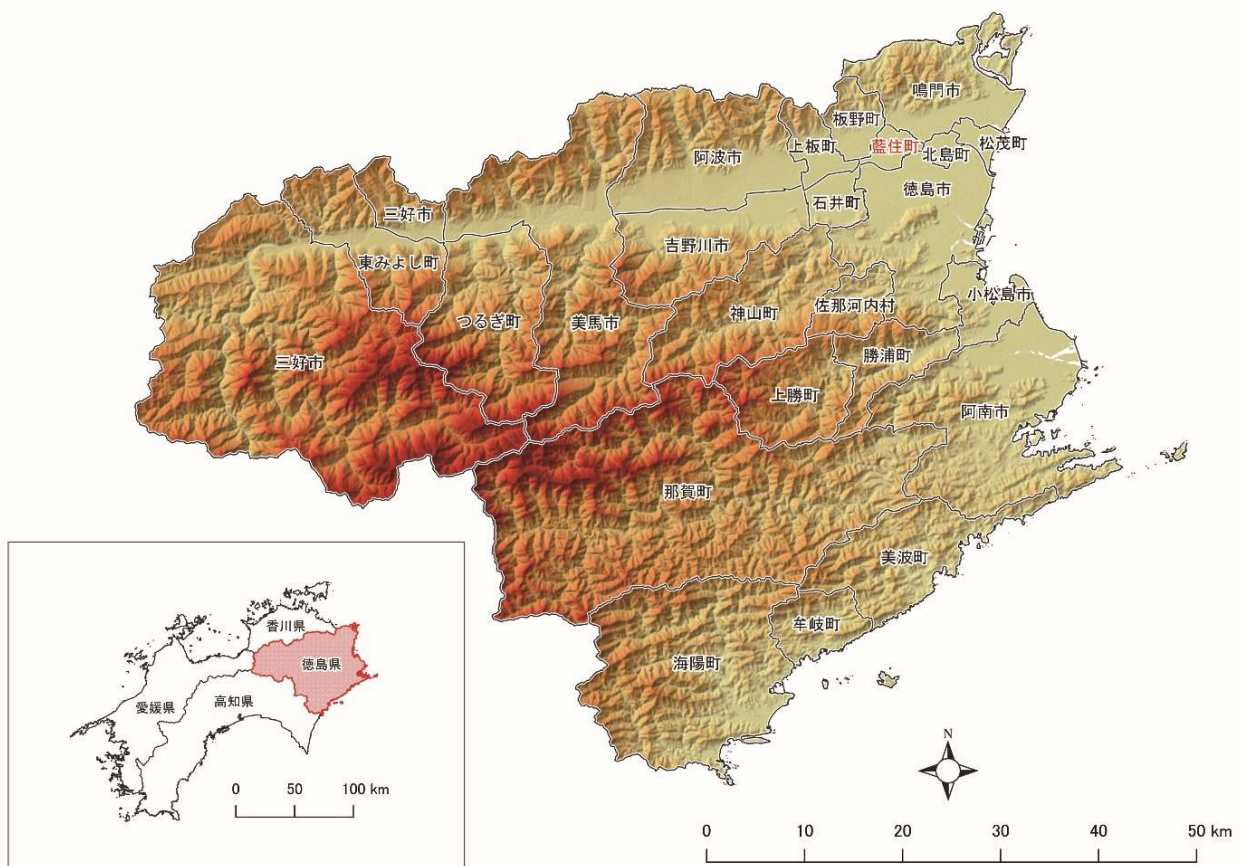 鳴門市
板野町
上板町
藍住町
北島町
松茂町
阿波市
徳島市
石井町
三好市
吉野川市
東みよし町
小松島市
佐那河内村
神山町
つるぎ町
美馬市
勝浦町
三好市
上勝町
阿南市
那賀町
美波町
牟岐町
海陽町
香川県
徳島県
愛媛県
高知県
0 50 100 km
N
0 10 20 30 40 50 km